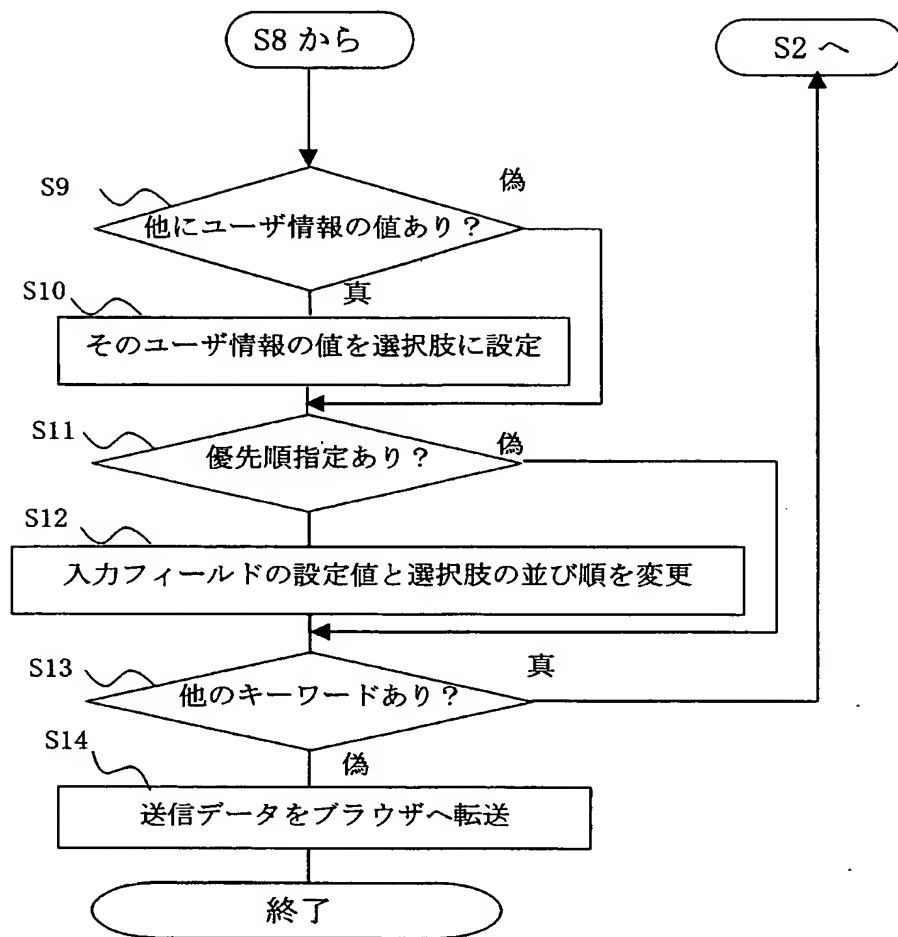 S8 から
S2 へ
S9
偽
他にユーザ情報の値あり？
S10
真
そのユーザ情報の値を選択肢に設定
S11
偽
優先順指定あり？
S12
入力フィールドの設定値と選択肢の並び順を変更
S13
真
他のキーワードあり？
S14
偽
送信データをブラウザへ転送
終了